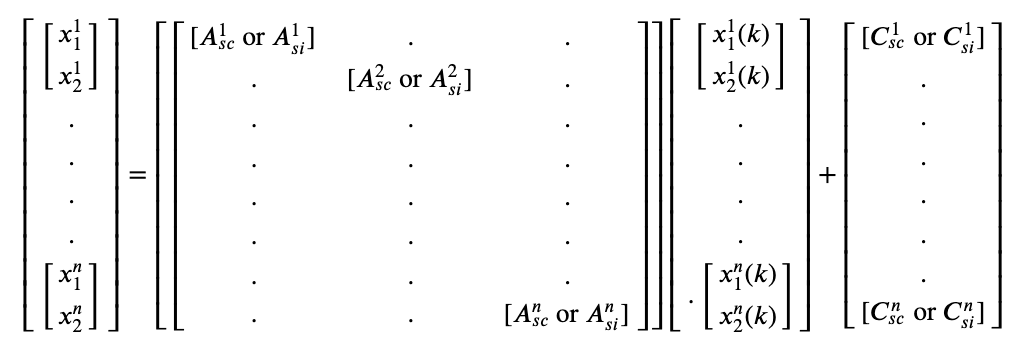 [ [ x_1^1 ] ] = [ [ [A_{sc}^1 or A_{si}^1] . . ] ] [ [ x_1^1(k) ] ] + [ [C_{sc}^1 or C_{si}^1] ]
[ x_2^1 ] . [A_{sc}^2 or A_{si}^2] . [ x_2^1(k) ] .
. . . . . .
. . . . . .
. . . . . .
. . . . . .
[ x_1^n ] . . . . [ x_1^n(k) ] .
[ x_2^n ] . . [A_{sc}^n or A_{si}^n] [ x_2^n(k) ] [C_{sc}^n or C_{si}^n]